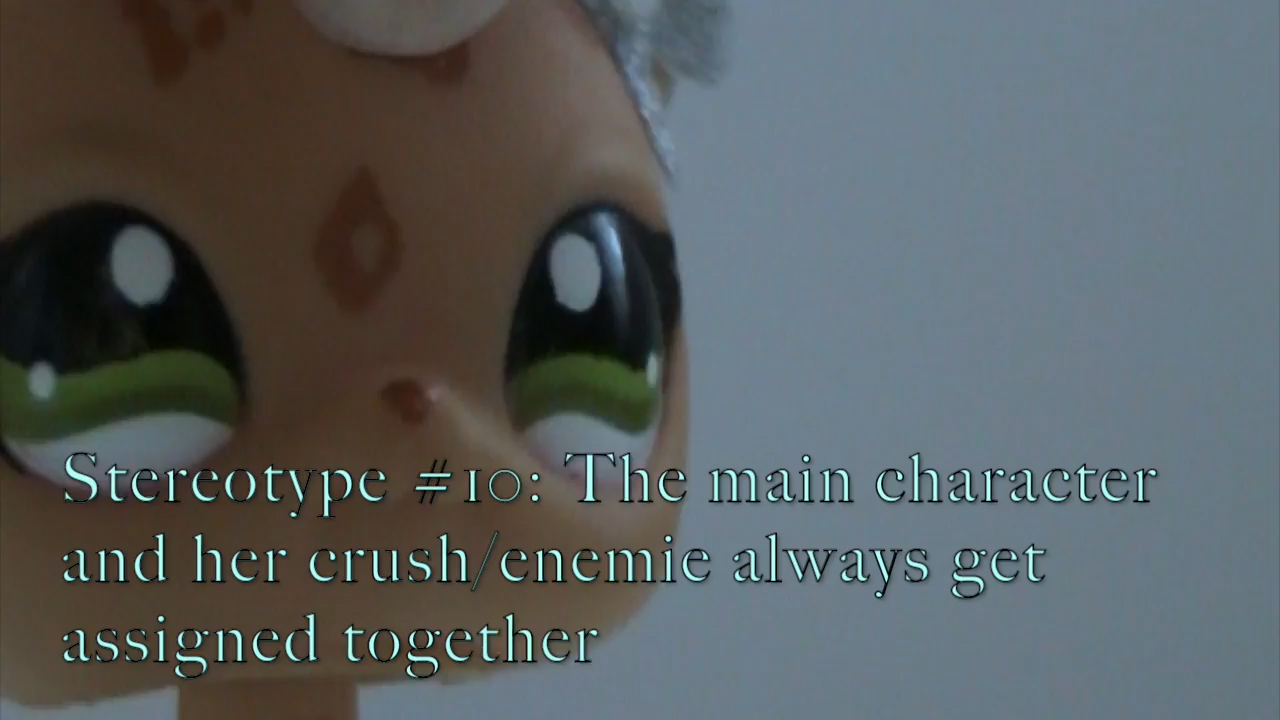 Stereotype #10: The main character
and her crush/enemie always get
assigned together